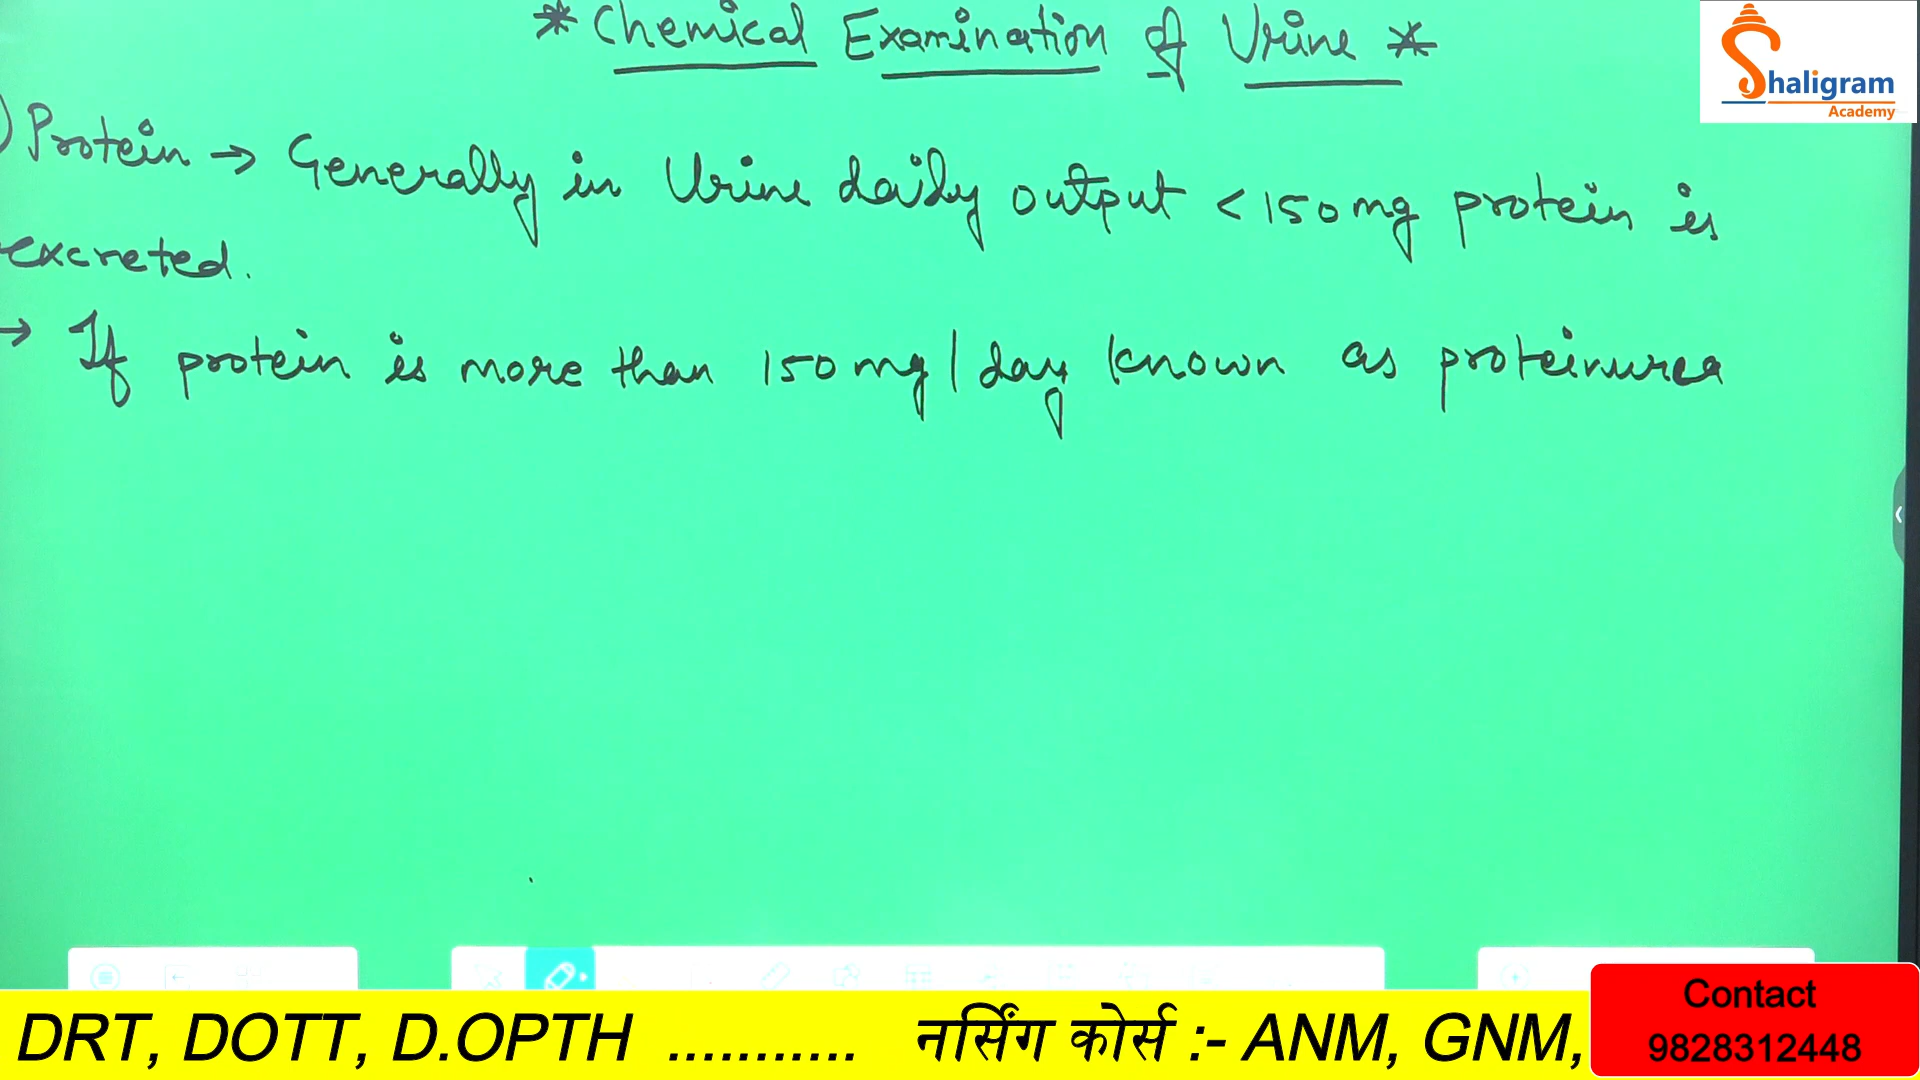 * Chemical Examination of Urine *
Shaligram
Academy
) Protein → Generally in Urine daily output < 150 mg protein is
excreted.
→ If protein is more than 150 mg | day known as proteinurea
DRT, DOTT, D.OPTH ........... नर्सिंग कोर्स :- ANM, GNM,
Contact
9828312448